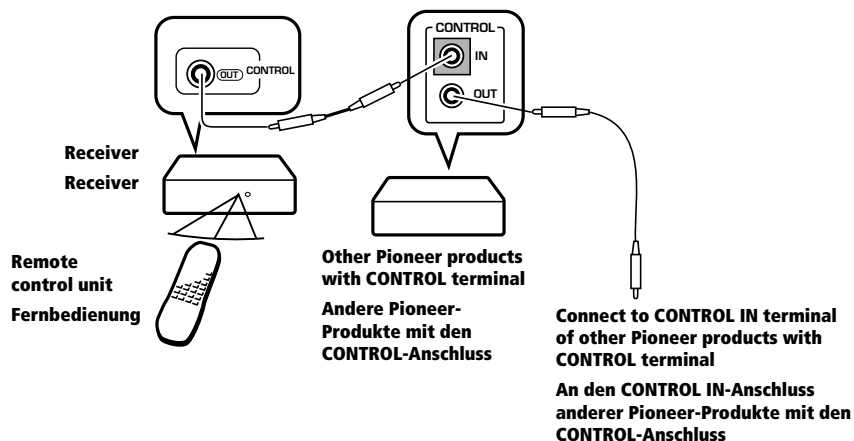 OUT CONTROL
CONTROL
IN
OUT
Receiver
Receiver
Remote
control unit
Fernbedienung
Other Pioneer products
with CONTROL terminal
Andere Pioneer-
Produkte mit den
CONTROL-Anschluss
Connect to CONTROL IN terminal
of other Pioneer products with
CONTROL terminal
An den CONTROL IN-Anschluss
anderer Pioneer-Produkte mit den
CONTROL-Anschluss